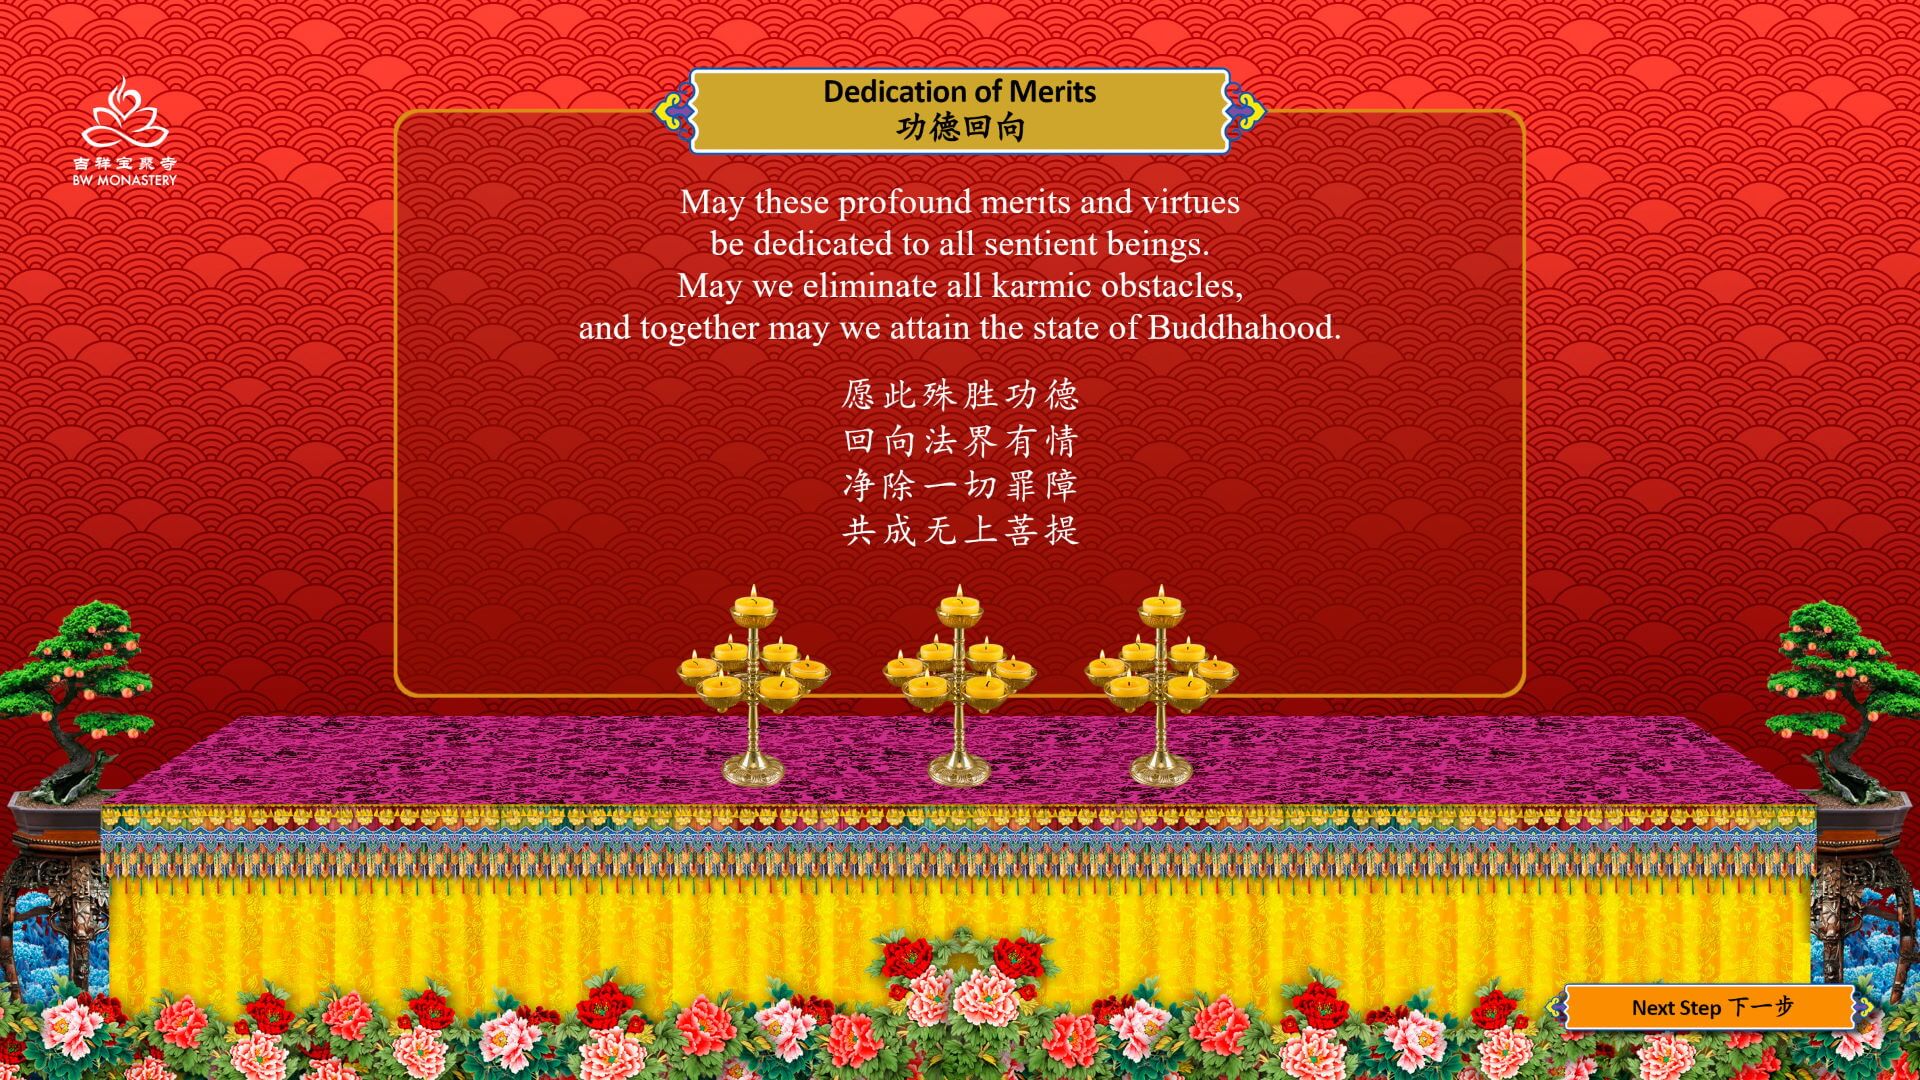 吉祥宝聚寺
BW MONASTERY
Dedication of Merits
功德回向
May these profound merits and virtues
be dedicated to all sentient beings.
May we eliminate all karmic obstacles,
and together may we attain the state of Buddhahood.
愿此殊胜功德
回向法界有情
净除一切罪障
共成无上菩提
Next Step 下一步